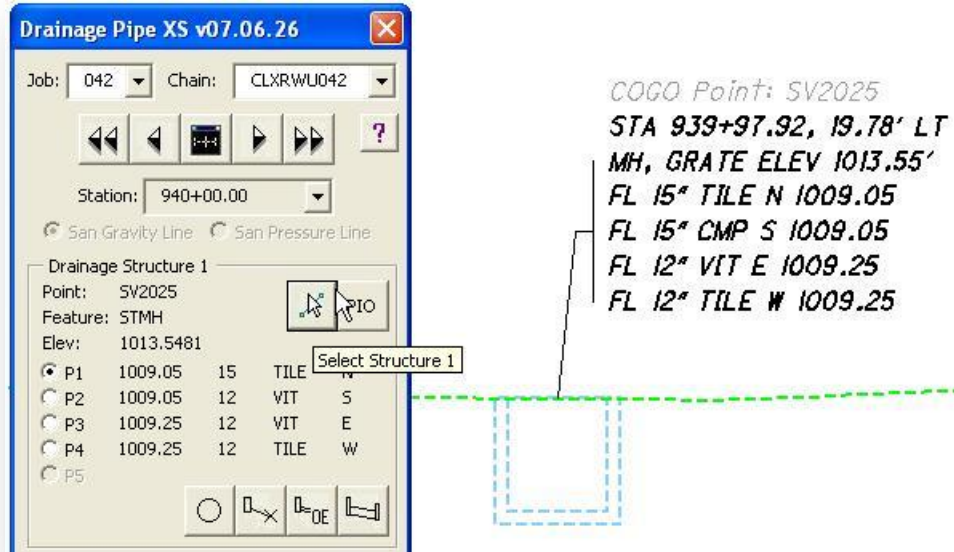 Drainage Pipe XS v07.06.26
Job: 042 Chain: CLXRWU042
?
Station: 940+00.00
San Gravity Line San Pressure Line
Drainage Structure 1
Point: SV2025
Feature: STMH
Elev: 1013.5481
Select Structure 1
P1 1009.05 15 TILE
P2 1009.05 12 VIT S
P3 1009.25 12 VIT E
P4 1009.25 12 TILE W
P5
OE
COGO Point: SV2025
STA 939+97.92, 19.78' LT
MH, GRATE ELEV 1013.55'
FL 15" TILE N 1009.05
FL 15" CMP S 1009.05
FL 12" VIT E 1009.25
FL 12" TILE W 1009.25